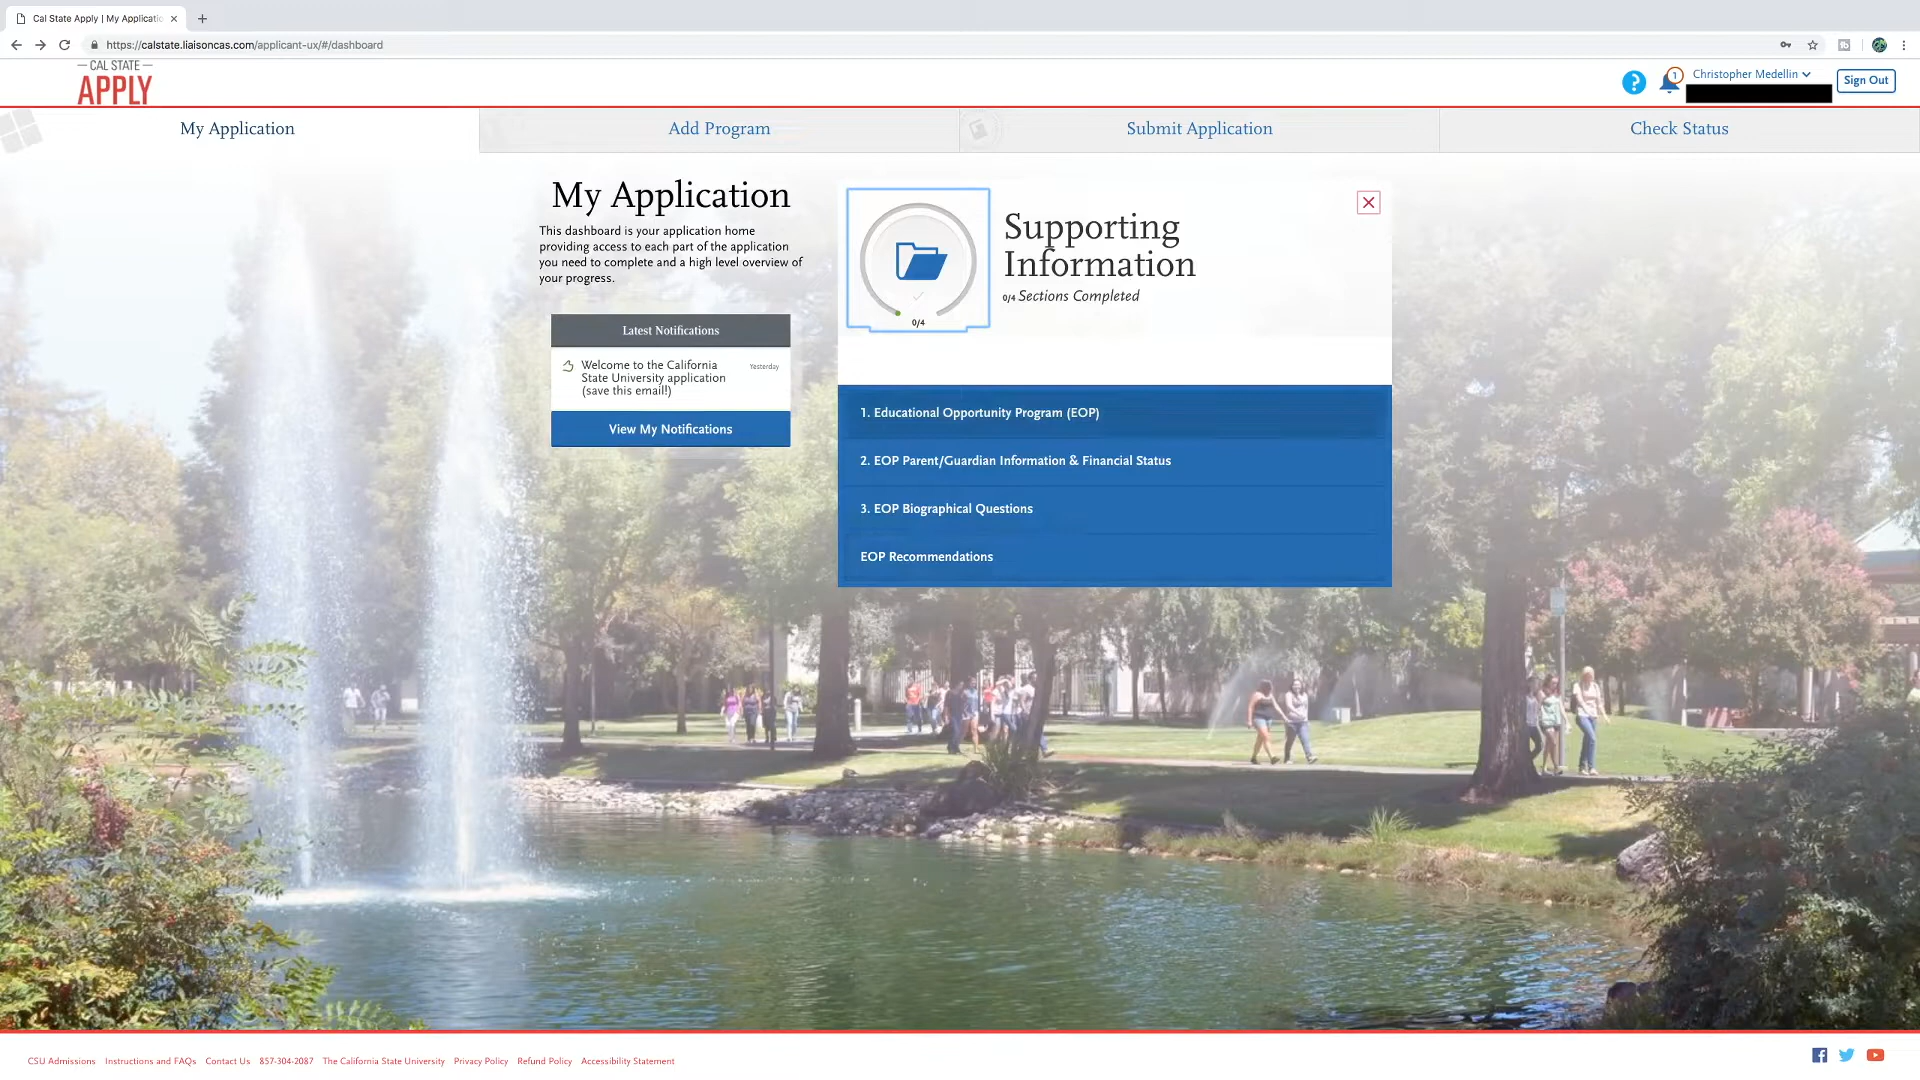 Cal State Apply | My Applicatio
https://calstate.liaisoncas.com/applicant-ux/#/dashboard
— CAL STATE —
APPLY
?
1
Christopher Medellin
Sign Out
My Application
Add Program
Submit Application
Check Status
My Application
This dashboard is your application home
providing access to each part of the application
you need to complete and a high level overview of
your progress.
Latest Notifications
Welcome to the California
State University application
(save this email!)
Yesterday
View My Notifications
0/4
Supporting
Information
0/4 Sections Completed
1. Educational Opportunity Program (EOP)
2. EOP Parent/Guardian Information & Financial Status
3. EOP Biographical Questions
EOP Recommendations
CSU Admissions Instructions and FAQs Contact Us 857-304-2087 The California State University Privacy Policy Refund Policy Accessibility Statement